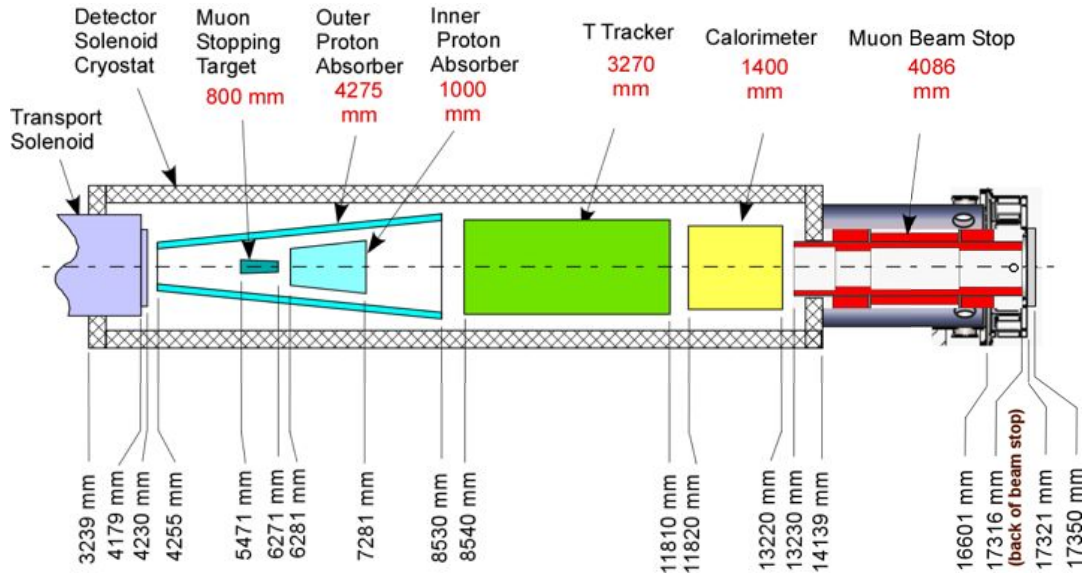 Detector
Solenoid
Cryostat
Muon
Stopping
Target
800 mm
Outer
Proton
Absorber
4275
mm
Inner
Proton
Absorber
1000
mm
T Tracker
3270
mm
Calorimeter
1400
mm
Muon Beam Stop
4086
mm
Transport
Solenoid
3239 mm
4179 mm
4230 mm
4255 mm
5471 mm
6271 mm
6281 mm
7281 mm
8530 mm
8540 mm
11810 mm
11820 mm
13220 mm
13230 mm
14139 mm
16601 mm
17316 mm
(back of beam stop)
17321 mm
17350 mm